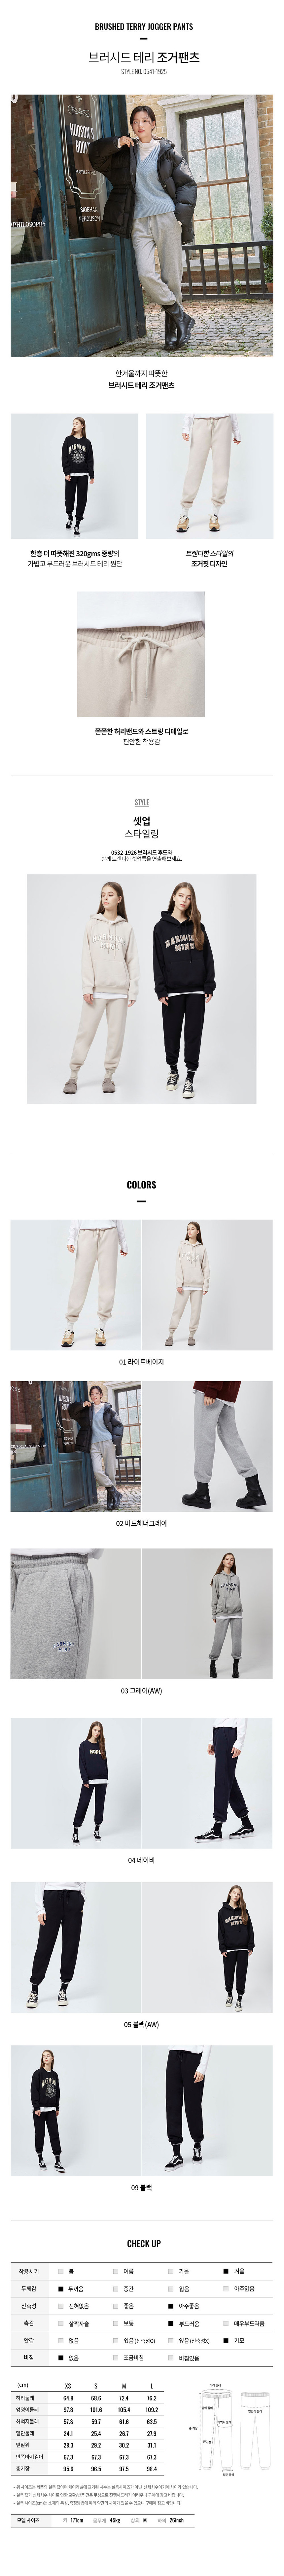 BRUSHED TERRY JOGGER PANTS
브러시드 테리 조거팬츠
STYLE NO. 0541-1925
HUDSON'S
BODY
SIOBHAN
FERGUSON
PHILOSOPHY
한겨울까지 따뜻한
브러시드 테리 조거팬츠
한층 더 따뜻해진 320gms 중량의
가볍고 부드러운 브러시드 테리 원단
트렌디한 스타일의
조거핏 디자인
쫀쫀한 허리밴드와 스트링 디테일로
편안한 착용감
STYLE
셋업
스타일링
0532-1926 브러시드 후드와
함께 트렌디한 셋업룩을 연출해보세요.
HARMONY
MIND
COLORS
01 라이트베이지
02 미드헤더그레이
03 그레이(AW)
04 네이비
05 블랙(AW)
09 블랙
CHECK UP
착용시기 봄 여름 가을 겨울
두께감 두꺼움 중간 얇음 아주얇음
신축성 전혀없음 좋음 아주좋음
촉감 살짝까슬 보통 부드러움 매우부드러움
안감 없음 있음(신축성O) 있음(신축성X) 기모
비침 없음 조금비침 비침있음
(cm) XS S M L
허리둘레 64.8 68.6 72.4 76.2
엉덩이둘레 97.8 101.6 105.4 109.2
허벅지둘레 57.8 59.7 61.6 63.5
밑단둘레 24.1 25.4 26.7 27.9
앞밑위 28.3 29.2 30.2 31.1
안쪽바지길이 67.3 67.3 67.3 67.3
총기장 95.6 96.5 97.5 98.4
모델 사이즈 키 171cm 몸무게 45kg 상의 M 하의 26inch